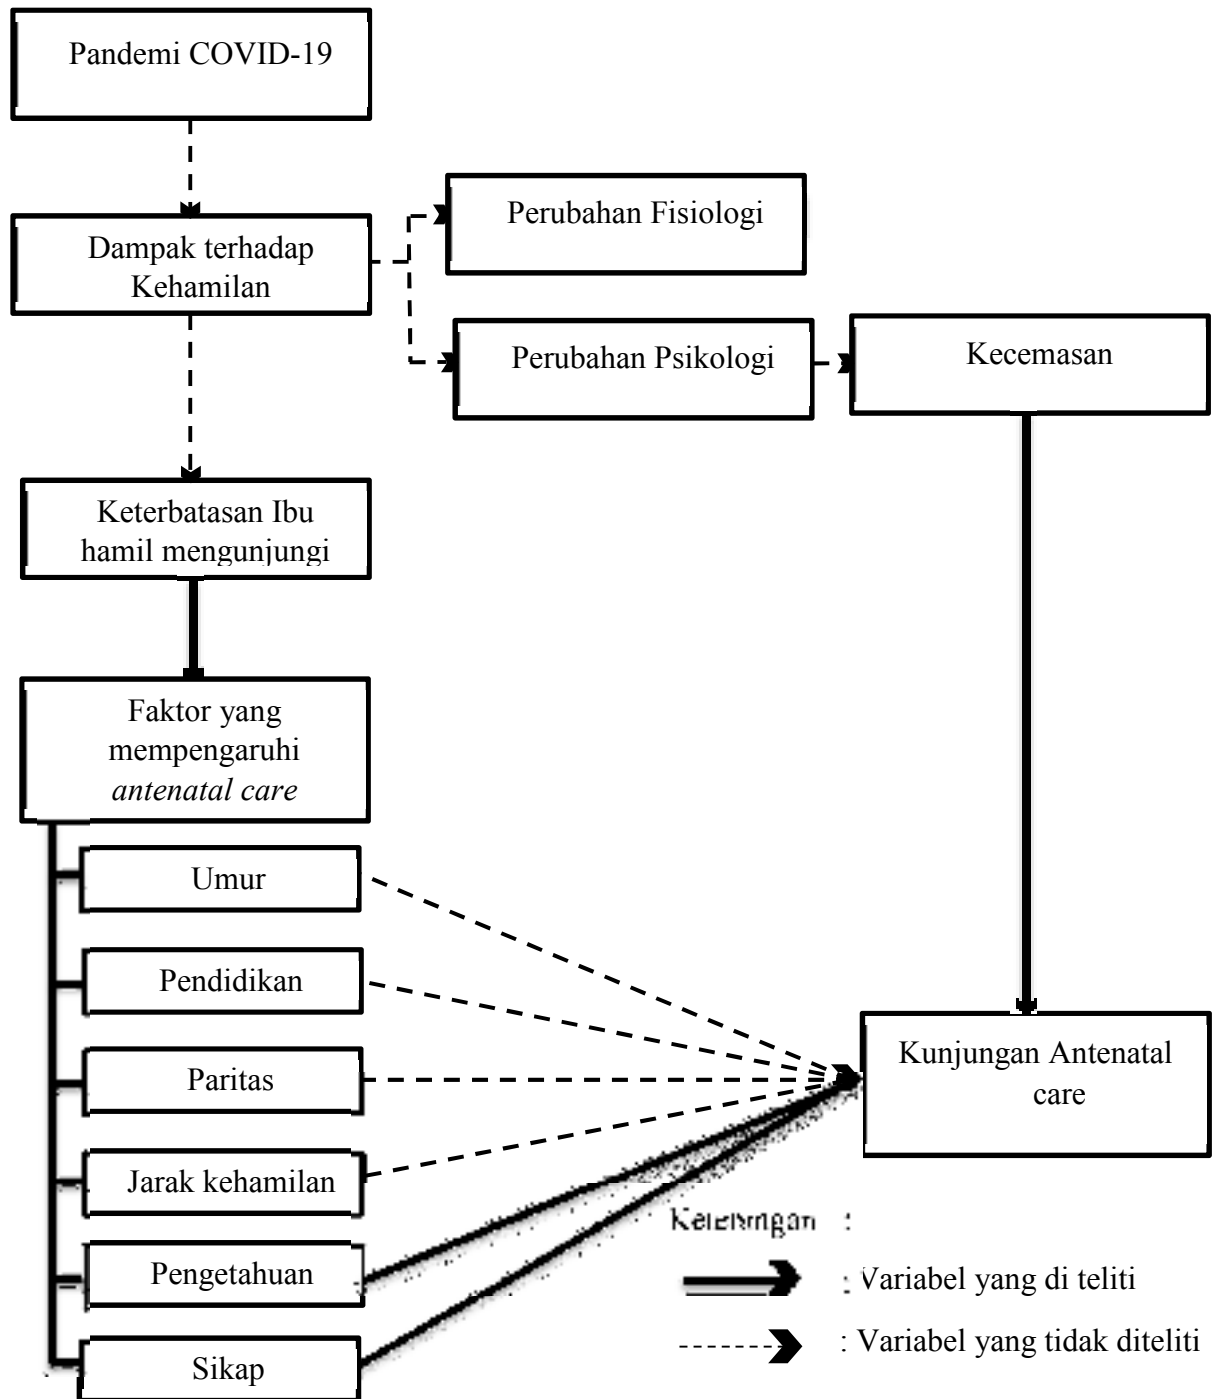 Pandemi COVID-19
Dampak terhadap
Kehamilan
Perubahan Fisiologi
Perubahan Psikologi
Kecemasan
Keterbatasan Ibu
hamil mengunjungi
Faktor yang
mempengaruhi
antenatal care
Umur
Pendidikan
Paritas
Jarak kehamilan
Pengetahuan
Sikap
Kunjungan Antenatal
care
Keterangan :
: Variabel yang di teliti
: Variabel yang tidak diteliti